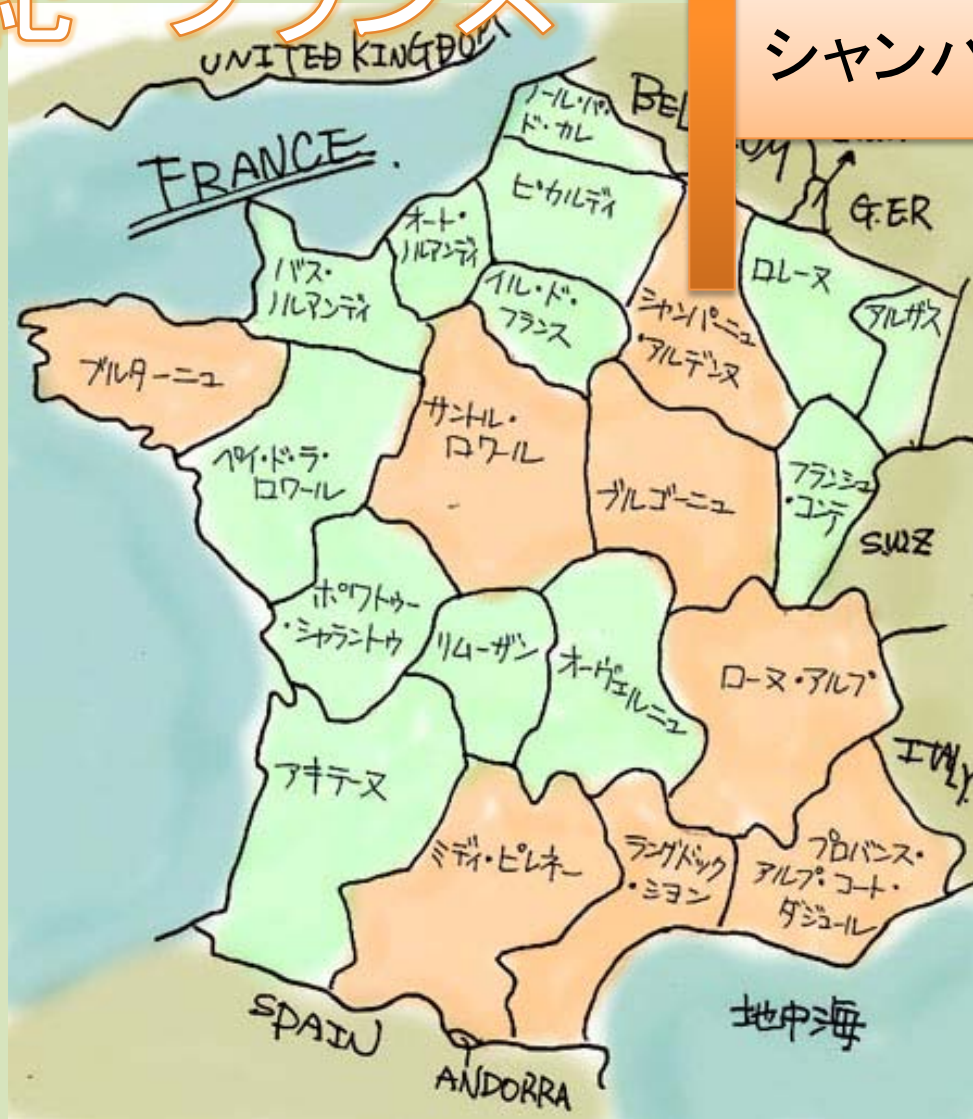 フランス
シャンパ
UNITED KINGDOM
FRANCE.
ノール・パ・
ド・カレ
BEL
UM
G.ER
ピカルディ
オート・
ノルマンディ
バス・
ノルマンディ
イル・ド・
フランス
シャンパーニュ
・アルデンヌ
ロレーヌ
アルザス
ブルターニュ
サントル・
ロワール
ペイ・ド・ラ・
ロワール
ブルゴーニュ
フランシュ
・コンテ
SUIZ
ポワトゥー
・シャラントゥ
リムーザン
オーヴェルニュ
ローヌ・アルプ
ITALY
アキテーヌ
ミディ・ピレネー
ラングドック
・ミヨン
プロバンス・
アルプ・コート・
ダジュール
SPAIN
ANDORRA
地中海